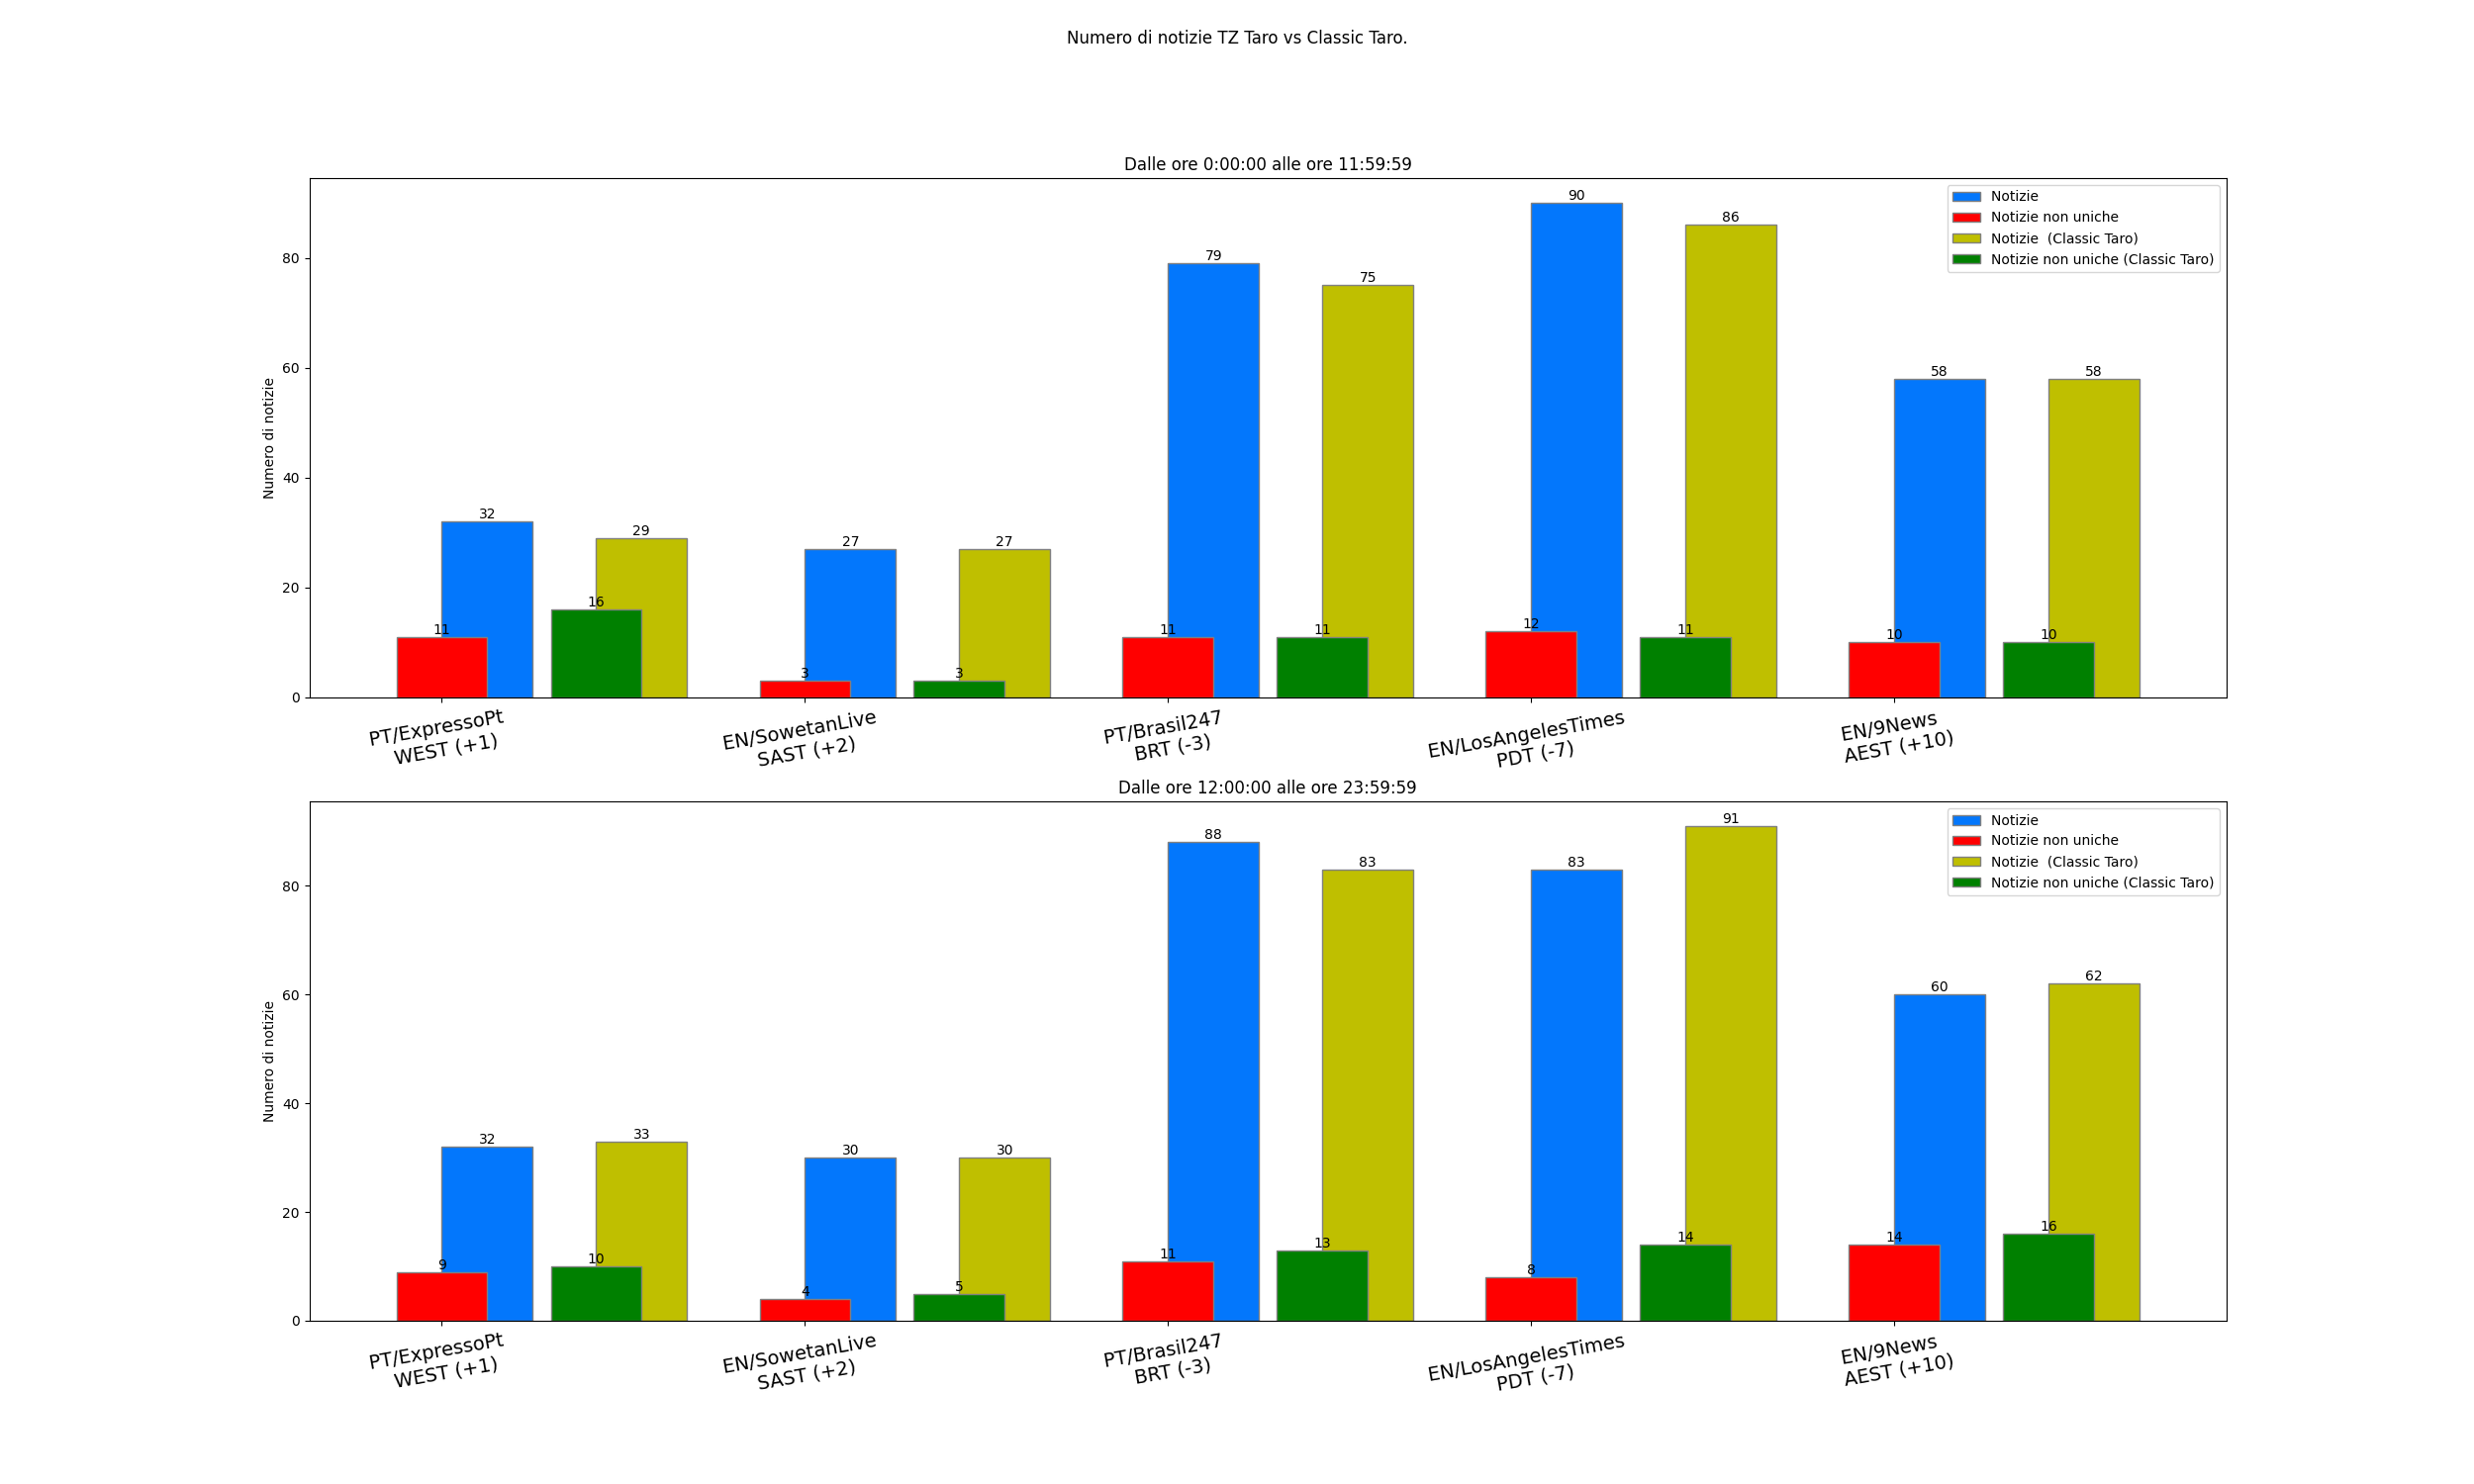 Numero di notizie TZ Taro vs Classic Taro.
Dalle ore 0:00:00 alle ore 11:59:59
Numero di notizie
80
60
40
20
0
Notizie
Notizie non uniche
Notizie  (Classic Taro)
Notizie non uniche (Classic Taro)
11
32
16
29
3
27
3
27
11
79
11
75
12
90
11
86
10
58
10
58
PT/ExpressoPt
WEST (+1)
EN/SowetanLive
SAST (+2)
PT/Brasil247
BRT (-3)
EN/LosAngelesTimes
PDT (-7)
EN/9News
AEST (+10)
Dalle ore 12:00:00 alle ore 23:59:59
Numero di notizie
80
60
40
20
0
Notizie
Notizie non uniche
Notizie  (Classic Taro)
Notizie non uniche (Classic Taro)
9
32
10
33
4
30
5
30
11
88
13
83
8
83
14
91
14
60
16
62
PT/ExpressoPt
WEST (+1)
EN/SowetanLive
SAST (+2)
PT/Brasil247
BRT (-3)
EN/LosAngelesTimes
PDT (-7)
EN/9News
AEST (+10)